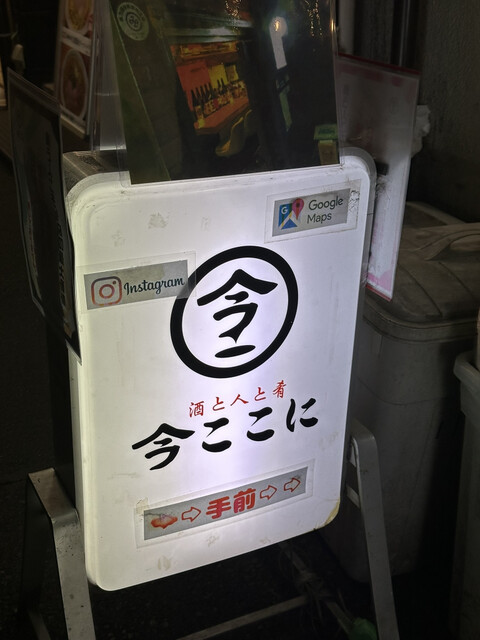 Google
Maps
Instagram
今
酒と人と肴
今ここに
⇨手前⇨⇨